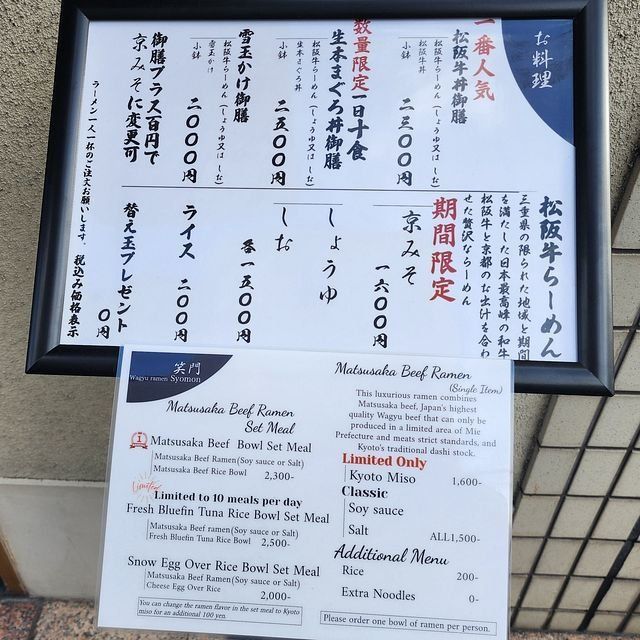 お料理
一番人気
松阪牛丼御膳
松阪牛らーめん(しょうゆ又はしお)
松阪牛丼
小鉢
二三〇〇円
数量限定一日十食
生本まぐろ丼御膳
松阪牛らーめん(しょうゆ又はしお)
生本まぐろ丼
小鉢
二五〇〇円
雪玉かけ御膳
松阪牛らーめん(しょうゆ又はしお)
雪玉かけ
小鉢
二〇〇〇円
御膳プラス百円で
京みそに変更可
松阪牛らーめん
三重県の限られた地域と期間
を満たした日本最高峰の和牛
松阪牛と京都のお出汁を合わ
せた贅沢ならーめん
期間限定
京みそ
一六〇〇円
しょうゆ
しお
各一五〇〇円
ライス
二〇〇円
替え玉プレゼント
〇円
ラーメン一人一杯のご注文お願いします。税込み価格表示
笑門
Wagyu ramen Syomon
Matsusaka Beef Ramen
Set Meal
1
Matsusaka Beef Bowl Set Meal
Matsusaka Beef Ramen(Soy sauce or Salt)
Matsusaka Beef Rice Bowl
2,300-
Limited
Limited to 10 meals per day
Fresh Bluefin Tuna Rice Bowl Set Meal
Matsusaka Beef ramen(Soy sauce or Salt)
Fresh Bluefin Tune Rice Bowl
2,500-
Snow Egg Over Rice Bowl Set Meal
Matsusaka Beef Ramen(Soy sauce or Salt)
Cheese Egg Over Rice
2,000-
You can change the ramen flavor in the set meal to Kyoto
miso for an additional 100 yen.
Matsusaka Beef Ramen
(Single Item)
This luxurious ramen combines
Matsusaka beef, Japan's highest
quality Wagyu beef that can only be
produced in a limited area of Mie
Prefecture and meats strict standards, and
Kyoto's traditional dashi stock.
Limited Only
Kyoto Miso
1,600-
Classic
Soy sauce
Salt
ALL1,500-
Additional Menu
Rice
200-
Extra Noodles
0-
Please order one bowl of ramen per person.